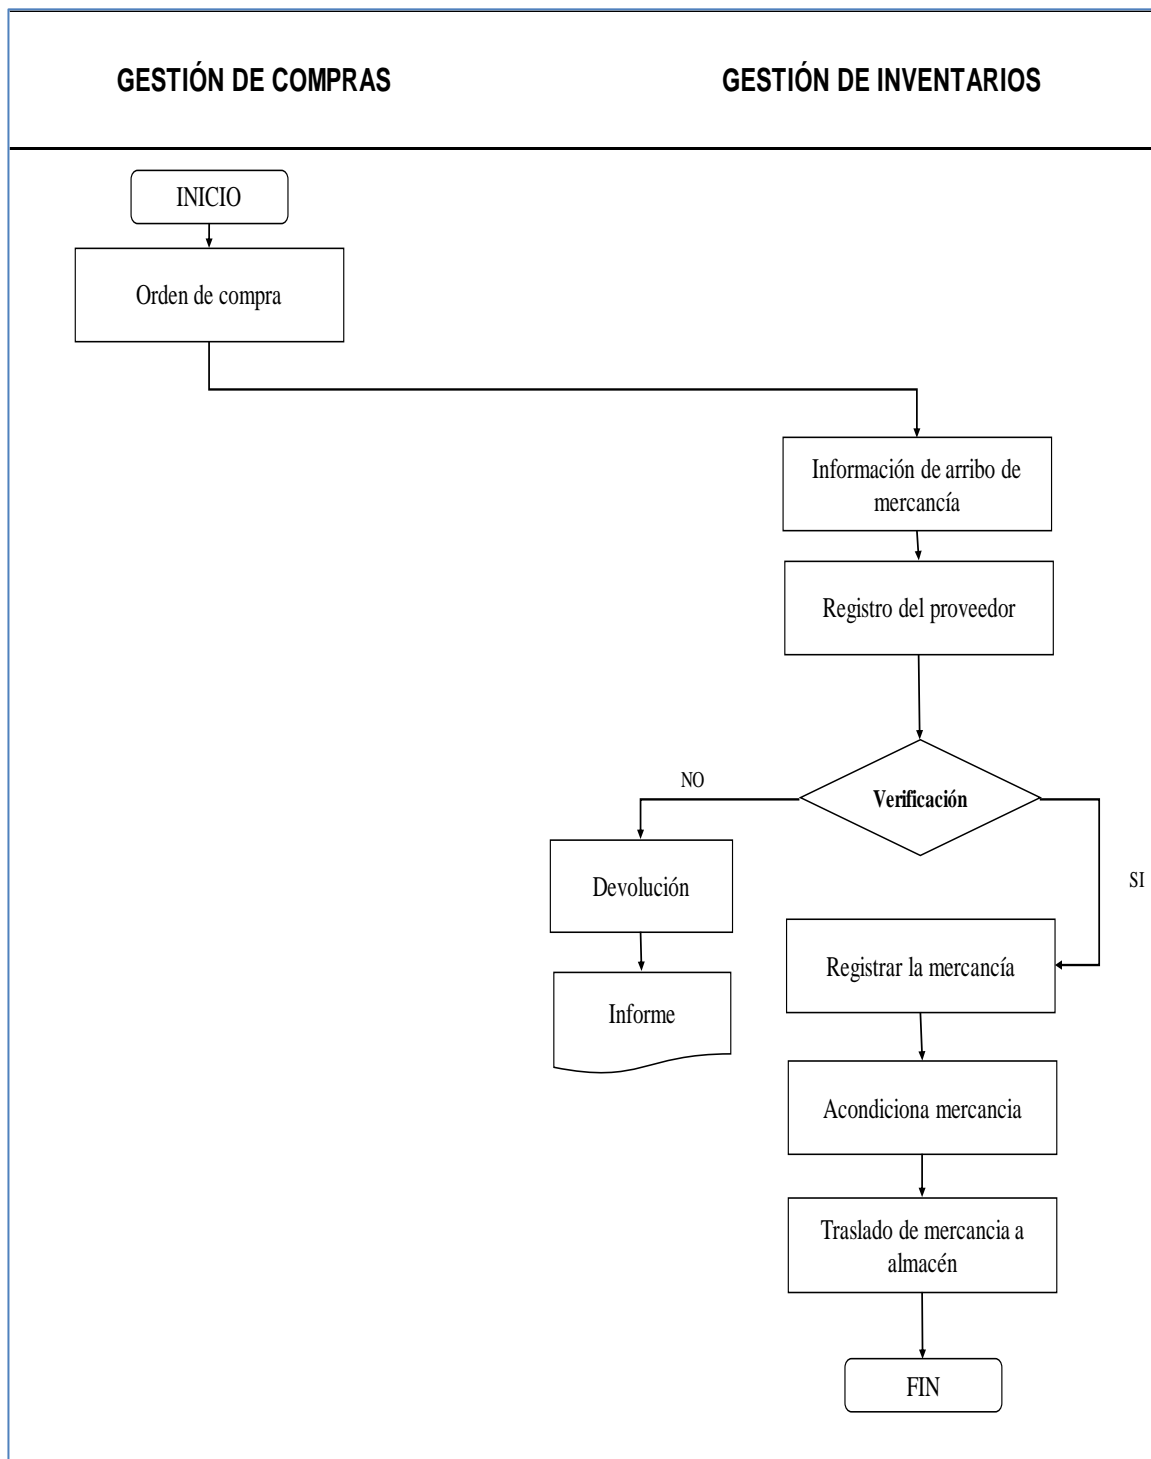 GESTIÓN DE COMPRAS
GESTIÓN DE INVENTARIOS
INICIO
Orden de compra
Información de arribo de
mercancía
Registro del proveedor
Verificación
NO
SI
Devolución
Informe
Registrar la mercancía
Acondiciona mercancia
Traslado de mercancia a
almacén
FIN